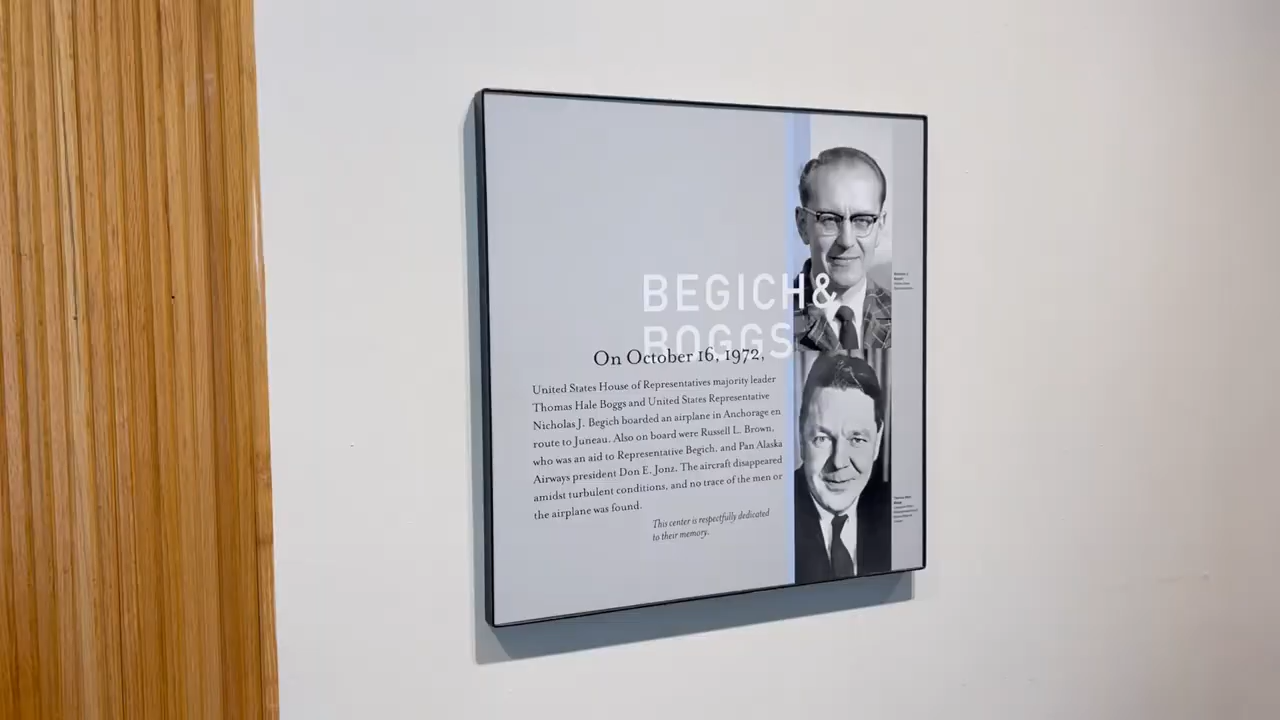 BEGICH&
BOGGS
On October 16, 1972,
United States House of Representatives majority leader
Thomas Hale Boggs and United States Representative
Nicholas J. Begich boarded an airplane in Anchorage en
route to Juneau. Also on board were Russell L. Brown,
who was an aid to Representative Begich, and Pan Alaska
Airways president Don E. Jonz. The aircraft disappeared
amidst turbulent conditions, and no trace of the men or
the airplane was found.
This center is respectfully dedicated
to their memory.